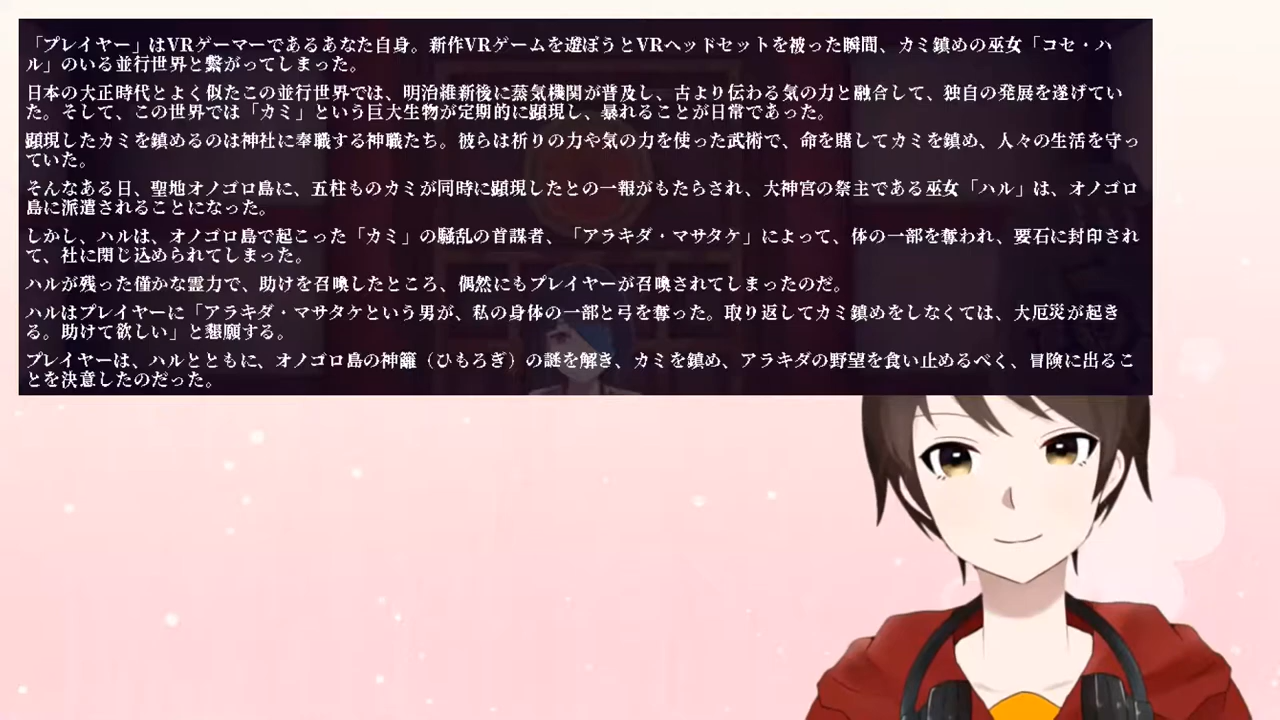 「プレイヤー」はVRゲーマーであるあなた自身。新作VRゲームを遊ぼうとVRヘッドセットを被った瞬間、カミ鎮めの巫女「コセ・ハ
ル」のいる並行世界と繋がってしまった。
日本の大正時代とよく似たこの並行世界では、明治維新後に蒸気機関が普及し、古より伝わる気の力と融合して、独自の発展を遂げてい
た。そして、この世界では「カミ」という巨大生物が定期的に顕現し、暴れることが日常であった。
顕現したカミを鎮めるのは神社に奉職する神職たち。彼らは祈りの力や気の力を使った武術で、命を賭してカミを鎮め、人々の生活を守っ
ていた。
そんなある日、聖地オノゴロ島に、五柱ものカミが同時に顕現したとの一報がもたらされ、大神宮の祭主である巫女「ハル」は、オノゴロ
島に派遣されることになった。
しかし、ハルは、オノゴロ島で起こった「カミ」の騒乱の首謀者、「アラキダ・マサタケ」によって、体の一部を奪われ、要石に封印され
て、社に閉じ込められてしまった。
ハルが残った僅かな霊力で、助けを召喚したところ、偶然にもプレイヤーが召喚されてしまったのだ。
ハルはプレイヤーに「アラキダ・マサタケという男が、私の身体の一部と弓を奪った。取り返してカミ鎮めをしなくては、大厄災が起き
る。助けて欲しい」と懇願する。
プレイヤーは、ハルとともに、オノゴロ島の神籬（ひもろぎ）の謎を解き、カミを鎮め、アラキダの野望を食い止めるべく、冒険に出るこ
とを決意したのだった。